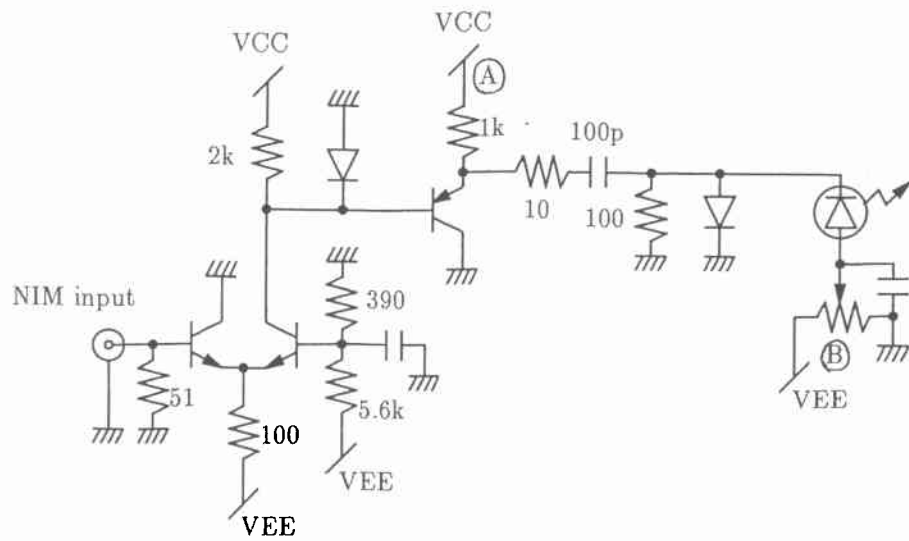 VCC
VCC
A
2k
1k
100p
10
100
NIM input
390
51
5.6k
100
B
VEE
VEE
VEE